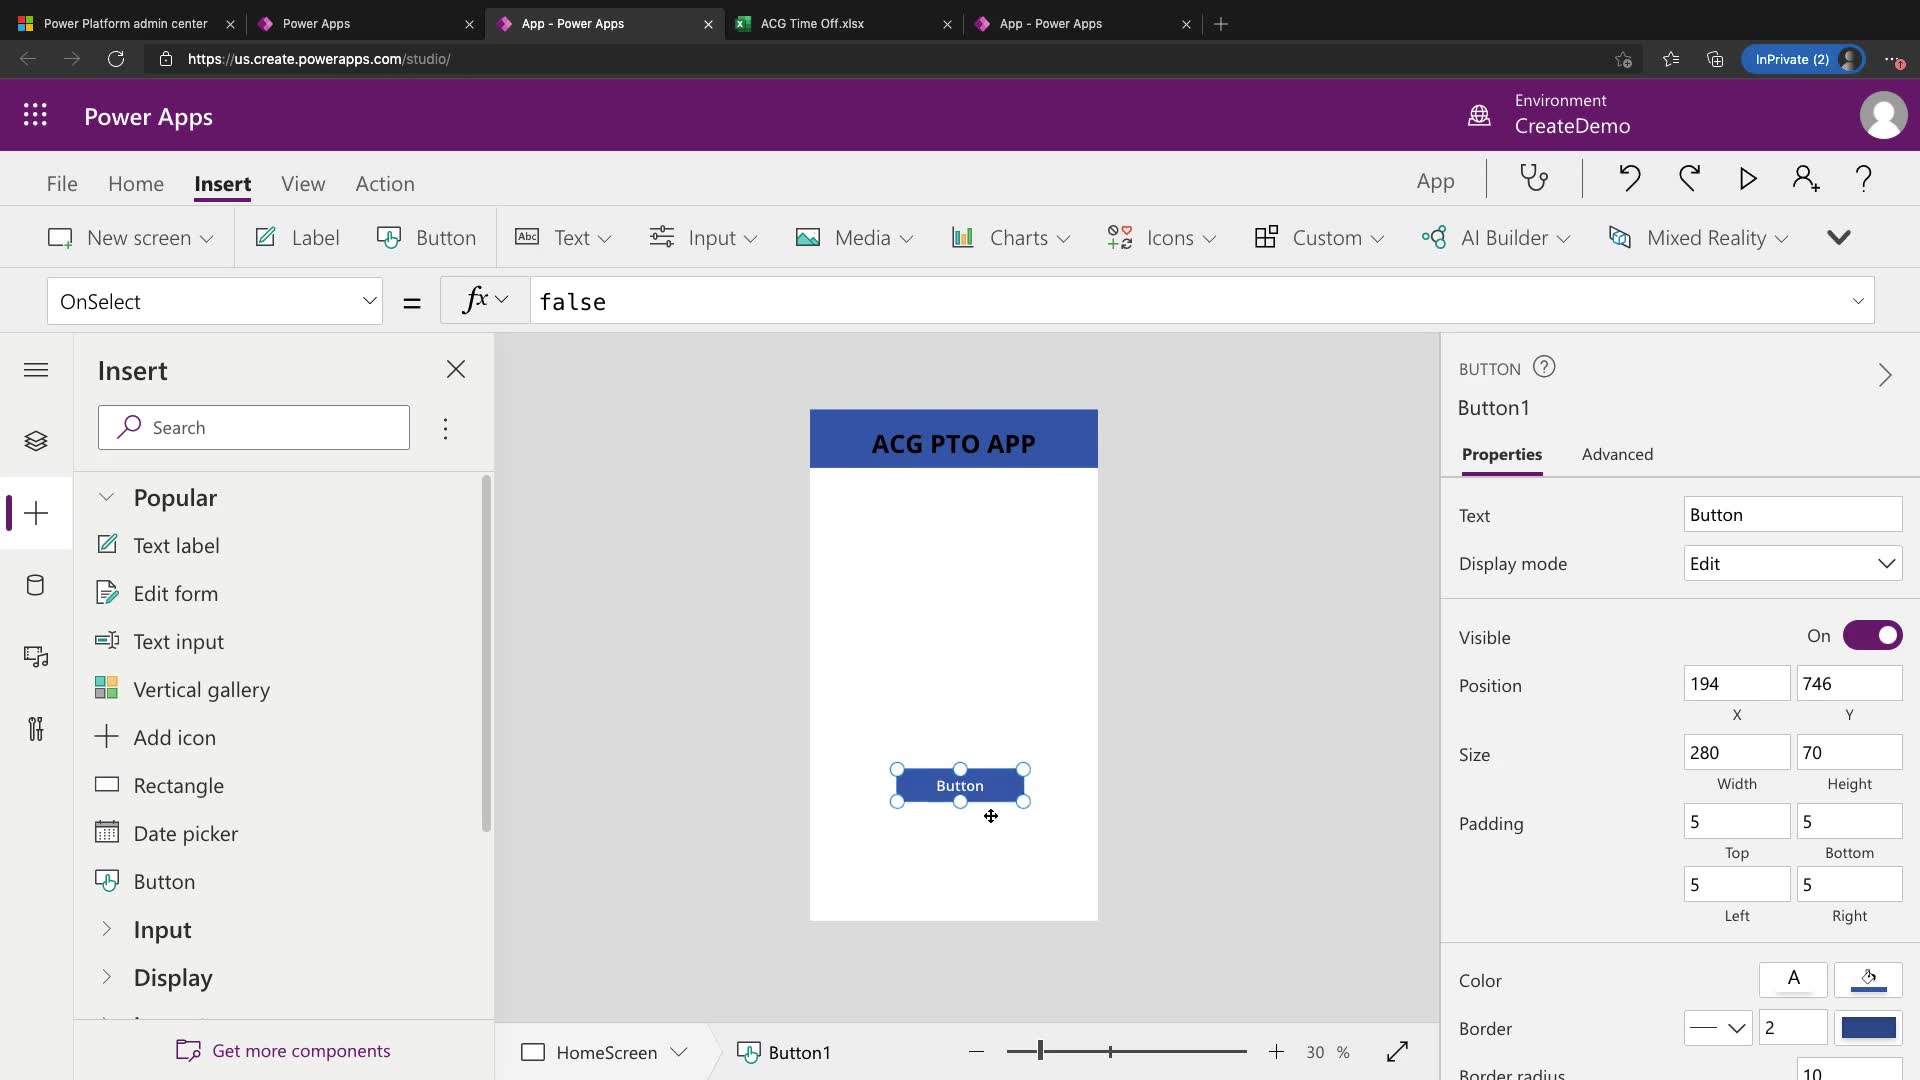 Power Platform admin center
Power Apps
App - Power Apps
ACG Time Off.xlsx
App - Power Apps
https://us.create.powerapps.com/studio/
InPrivate (2)
Power Apps
Environment
CreateDemo
File
Home
Insert
View
Action
App
New screen
Label
Button
Abc
Text
Input
Media
Charts
Icons
Custom
AI Builder
Mixed Reality
OnSelect
=
fx
false
Insert
Search
Popular
Text label
Edit form
Text input
Vertical gallery
Add icon
Rectangle
Date picker
Button
Input
Display
Get more components
ACG PTO APP
Button
HomeScreen
Button1
30 %
BUTTON
Button1
Properties
Advanced
Text
Button
Display mode
Edit
Visible
On
Position
194
746
X
Y
Size
280
70
Width
Height
Padding
5
5
Top
Bottom
5
5
Left
Right
Color
A
Border
2
Border radius
10